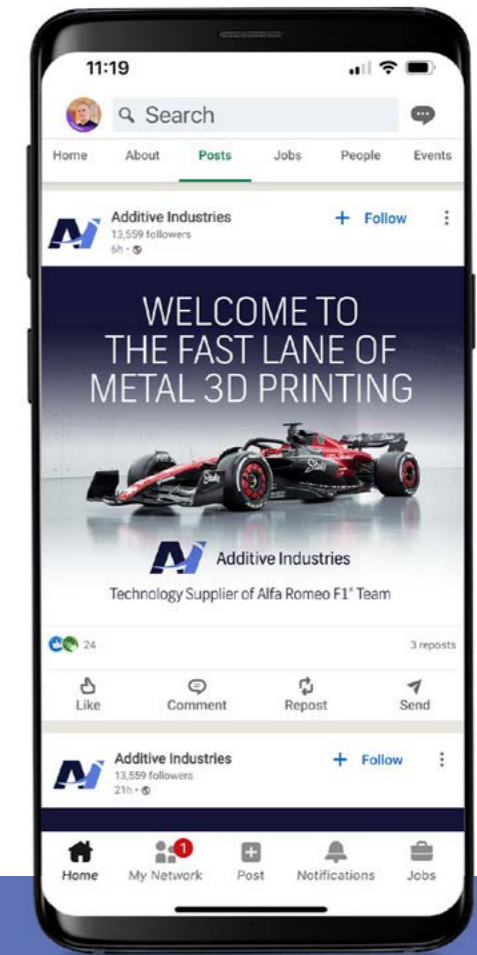 11:19
Search
Home About Posts Jobs People Events
Additive Industries
+ Follow
13,559 followers
6h •
WELCOME TO
THE FAST LANE OF
METAL 3D PRINTING
Stake
Stake
Additive Industries
Technology Supplier of Alfa Romeo F1® Team
24
3 reposts
Like Comment Repost Send
Additive Industries
+ Follow
13,559 followers
21h •
1
Home My Network Post Notifications Jobs